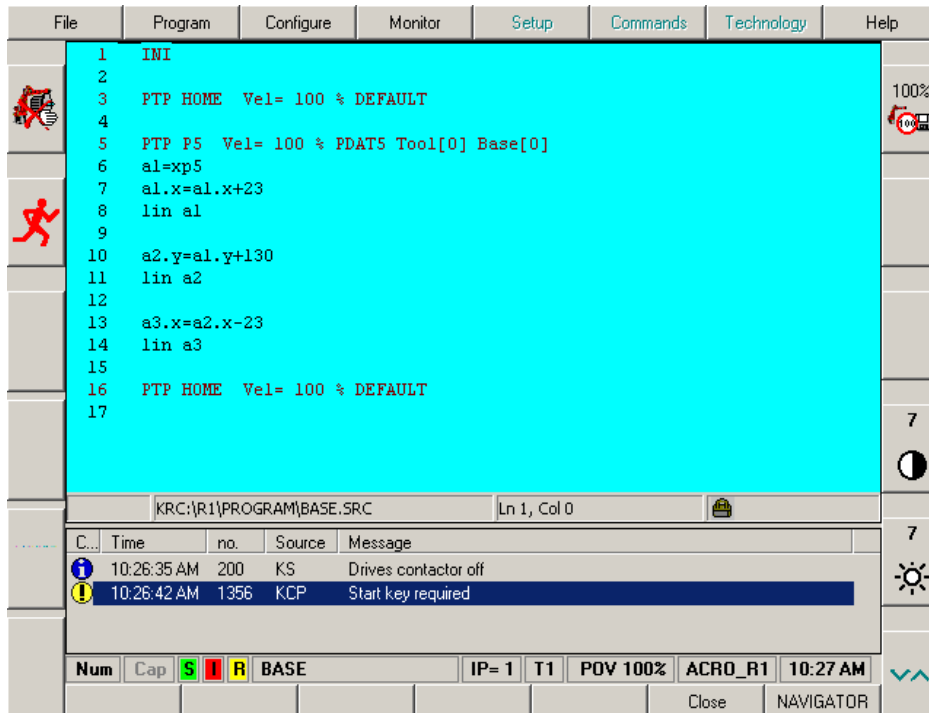 File Program Configure Monitor Setup Commands Technology Help
1 INI
2
3 PTP HOME Vel= 100 % DEFAULT
4
5 PTP P5 Vel= 100 % PDAT5 Tool[0] Base[0]
6 a1=xp5
7 a1.x=a1.x+23
8 lin a1
9
10 a2.y=a1.y+130
11 lin a2
12
13 a3.x=a2.x-23
14 lin a3
15
16 PTP HOME Vel= 100 % DEFAULT
17
100%
100
7
7
KRC:\R1\PROGRAM\BASE.SRC Ln 1, Col 0
C... Time no. Source Message
10:26:35 AM 200 KS Drives contactor off
10:26:42 AM 1356 KCP Start key required
Num Cap S I R BASE IP= 1 T1 POV 100% ACRO_R1 10:27 AM
Close NAVIGATOR